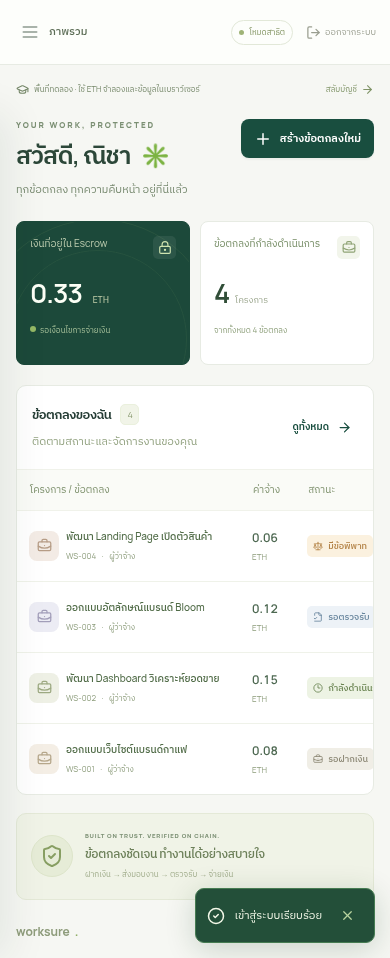 ภาพรวม
โหมดสาธิต
ออกจากระบบ
พื้นที่ทดลอง · ใช้ ETH จำลองและข้อมูลในเบราว์เซอร์
สลับบัญชี
YOUR WORK, PROTECTED
สวัสดี, ณิชา
สร้างข้อตกลงใหม่
ทุกข้อตกลง ทุกความคืบหน้า อยู่ที่นี่แล้ว
เงินที่อยู่ใน Escrow
0.33 ETH
รอเงื่อนไขการจ่ายเงิน
ข้อตกลงที่กำลังดำเนินการ
4 โครงการ
จากทั้งหมด 4 ข้อตกลง
ข้อตกลงของฉัน 4
ติดตามสถานะและจัดการงานของคุณ
ดูทั้งหมด
โครงการ / ข้อตกลง ค่าจ้าง สถานะ
พัฒนา Landing Page เปิดตัวสินค้า
WS-004 · ผู้ว่าจ้าง
0.06
ETH
มีข้อพิพาท
ออกแบบอัตลักษณ์แบรนด์ Bloom
WS-003 · ผู้ว่าจ้าง
0.12
ETH
รอตรวจรับ
พัฒนา Dashboard วิเคราะห์ยอดขาย
WS-002 · ผู้ว่าจ้าง
0.15
ETH
กำลังดำเนิน
ออกแบบเว็บไซต์แบรนด์กาแฟ
WS-001 · ผู้ว่าจ้าง
0.08
ETH
รอฝากเงิน
BUILT ON TRUST. VERIFIED ON CHAIN.
ข้อตกลงชัดเจน ทำงานได้อย่างสบายใจ
ฝากเงิน → ส่งมอบงาน → ตรวจรับ → จ่ายเงิน
เข้าสู่ระบบเรียบร้อย
worksure .